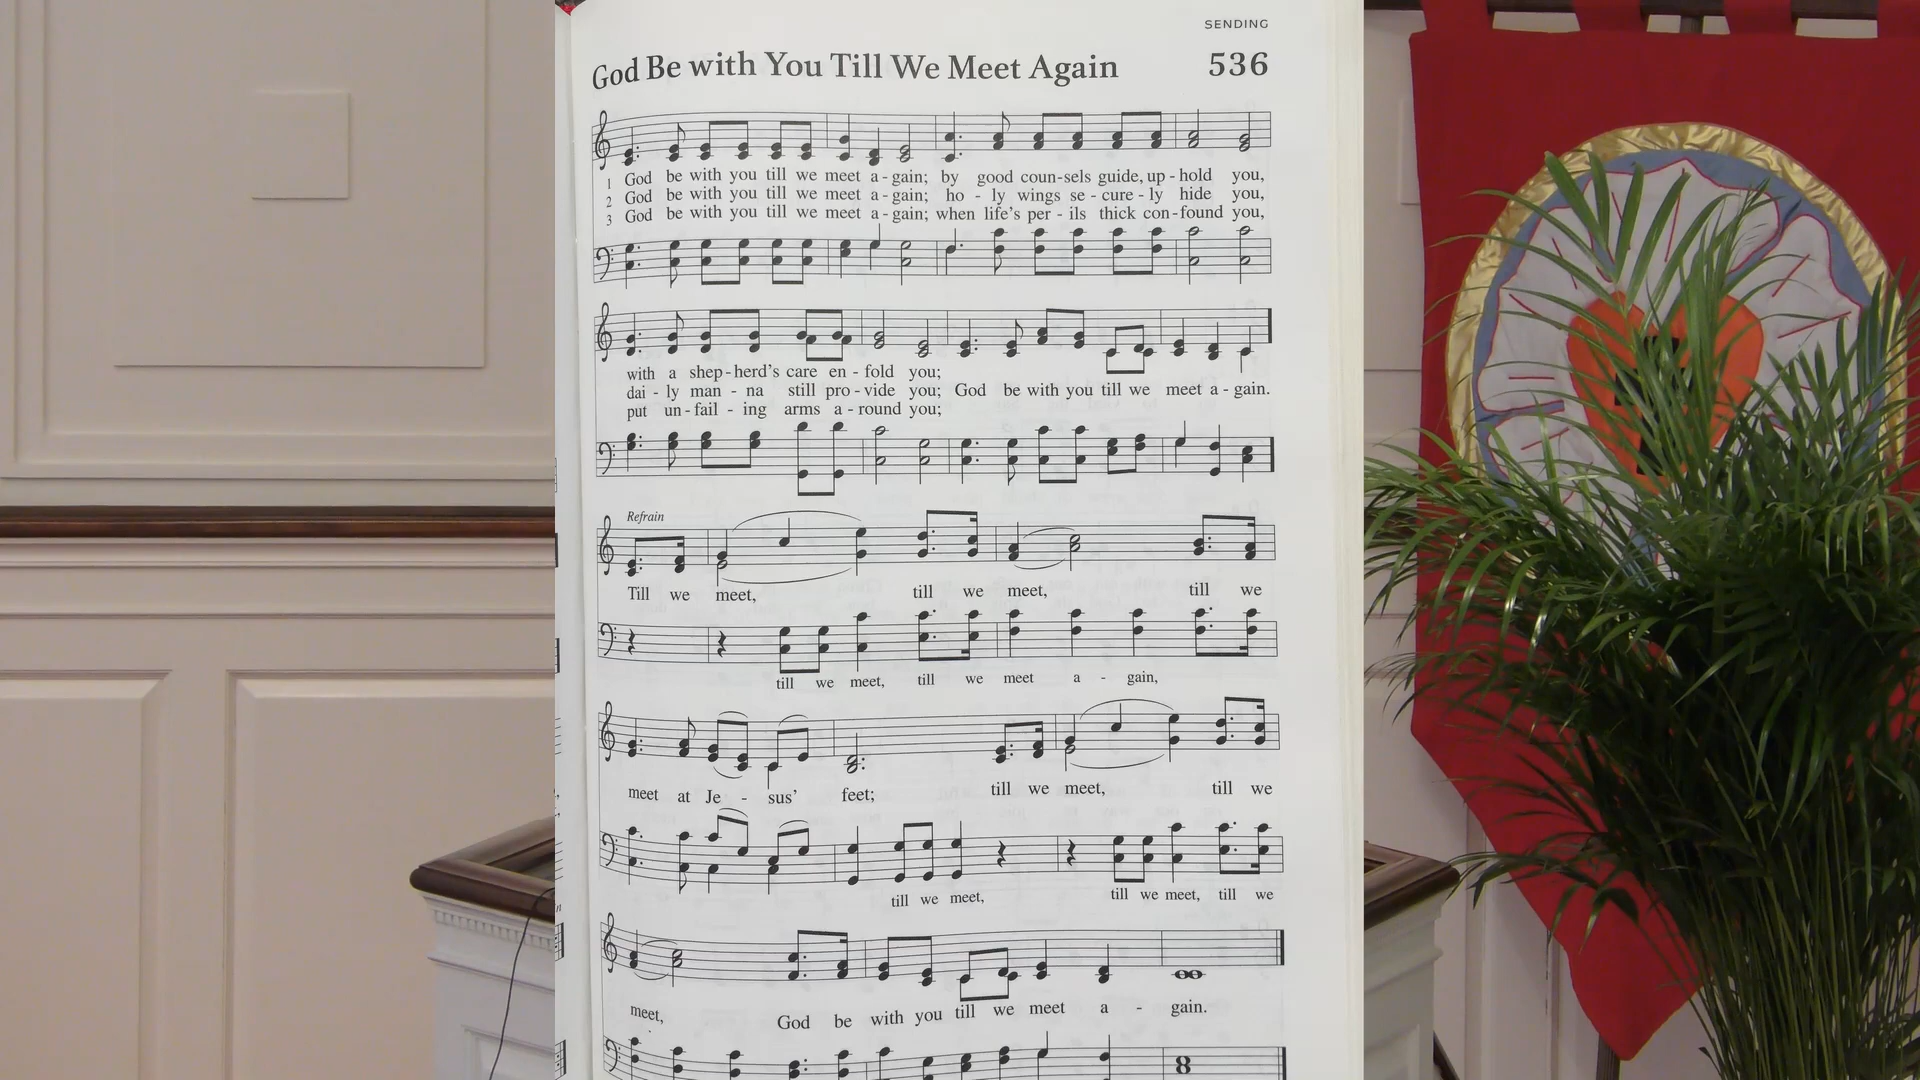 SENDING
God Be with You Till We Meet Again 536
1 God be with you till we meet a - gain; by good coun-sels guide, up - hold you,
2 God be with you till we meet a - gain; ho - ly wings se - cure - ly hide you,
3 God be with you till we meet a - gain; when life's per - ils thick con - found you,
with a shep - herd's care en - fold you;
dai - ly man - na still pro - vide you; God be with you till we meet a - gain.
put un - fail - ing arms a - round you;
Refrain
Till we meet, till we meet, till we
till we meet, till we meet a - gain,
meet at Je - sus' feet; till we meet, till we
till we meet, till we meet, till we
meet, God be with you till we meet a - gain.